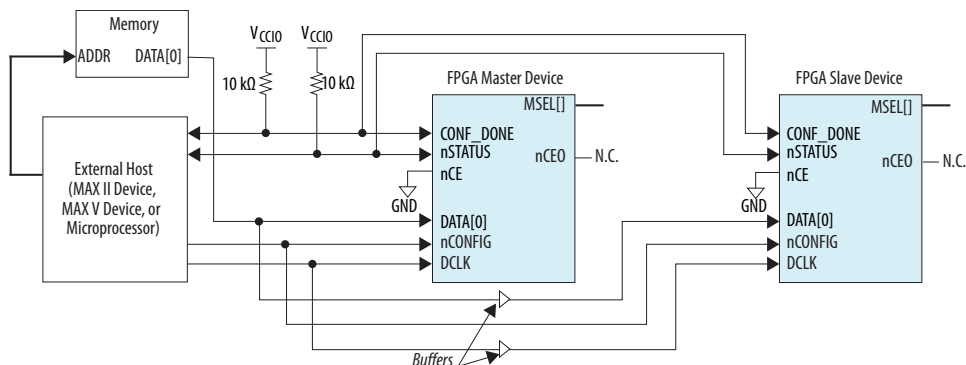 Memory
ADDR DATA[0]
VCCIO VCCIO
10 kΩ 10 kΩ
FPGA Master Device
MSEL[]
CONF_DONE
nSTATUS
nCE
nCEO N.C.
GND
DATA[0]
nCONFIG
DCLK
External Host
(MAX II Device,
MAX V Device, or
Microprocessor)
FPGA Slave Device
MSEL[]
CONF_DONE
nSTATUS
nCE
nCEO N.C.
GND
DATA[0]
nCONFIG
DCLK
Buffers